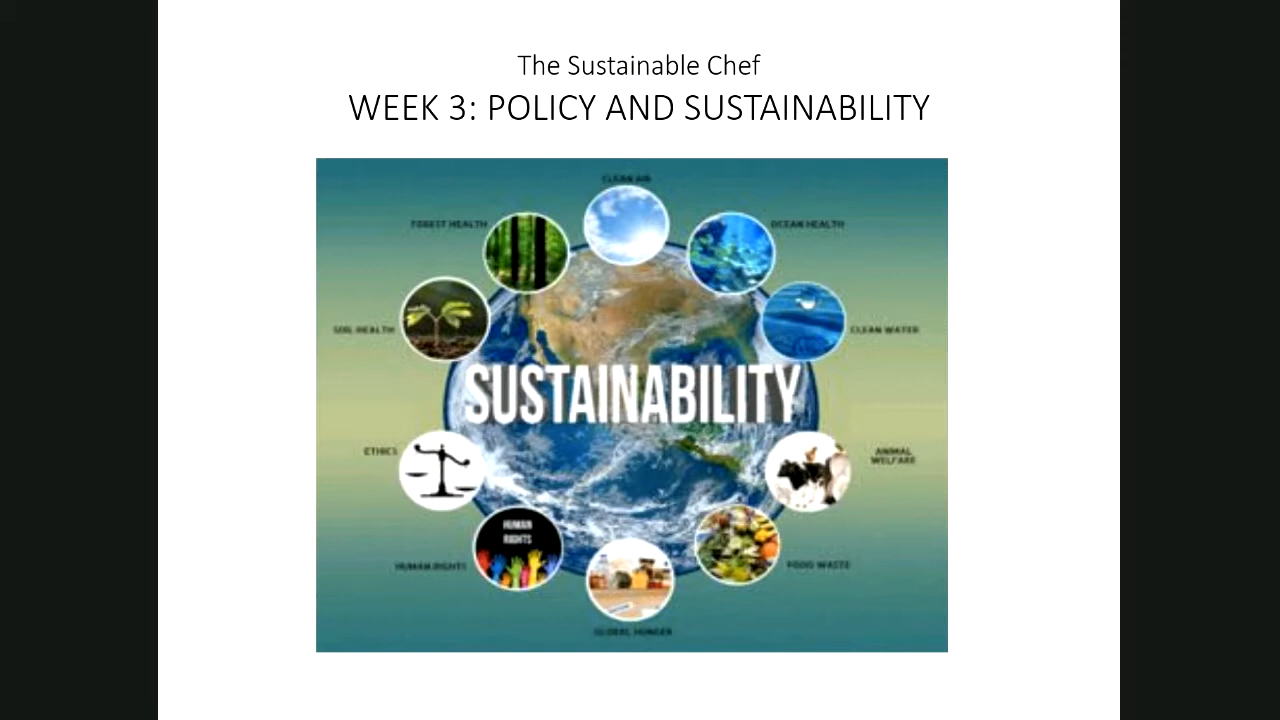 The Sustainable Chef
WEEK 3: POLICY AND SUSTAINABILITY
CLEAN AIR
FOREST HEALTH
OCEAN HEALTH
SOIL HEALTH
CLEAN WATER
SUSTAINABILITY
ETHICS
ANIMAL
WELFARE
HUMAN
RIGHTS
HUMAN RIGHTS
FOOD WASTE
GLOBAL HUNGER